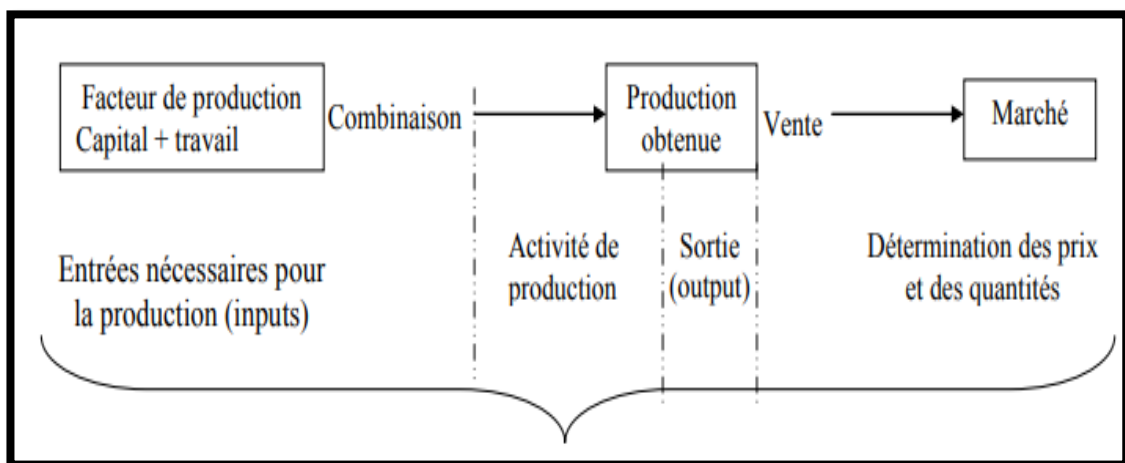 Facteur de production
Capital + travail
Combinaison
Production
obtenue
Vente
Marché
Entrées nécessaires pour
la production (inputs)
Activité de
production
Sortie
(output)
Détermination des prix
et des quantités